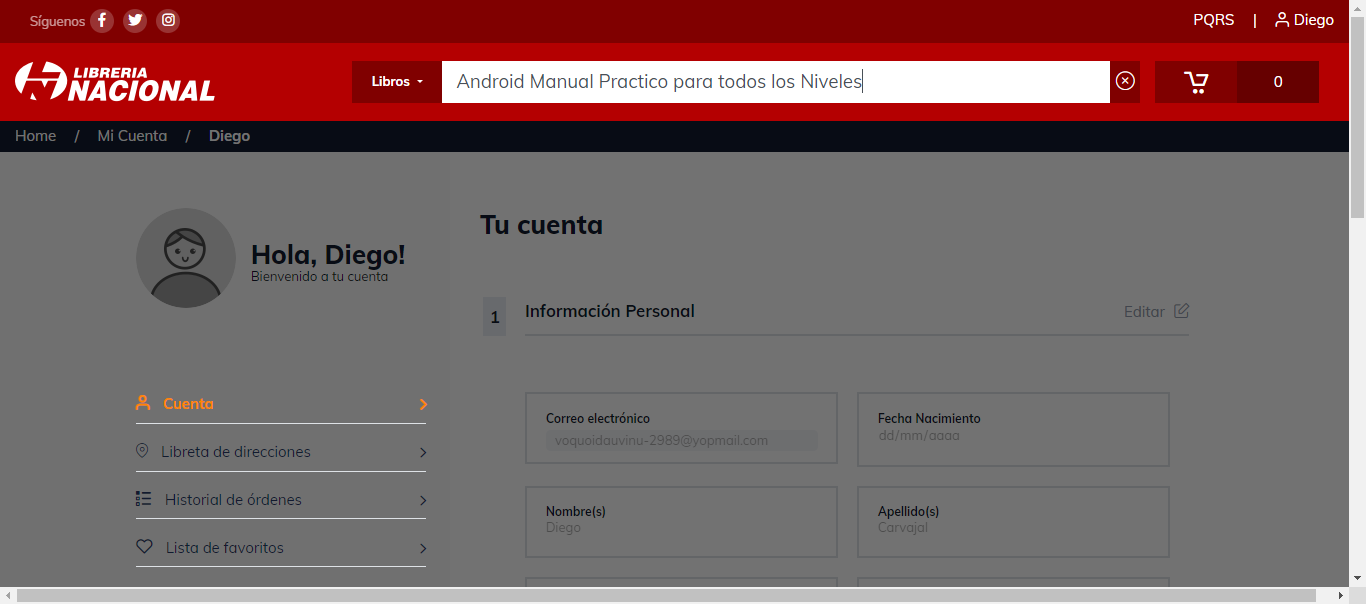 Síguenos
PQRS | Diego
LIBRERIA
NACIONAL
Libros
Android Manual Practico para todos los Niveles
0
Home / Mi Cuenta / Diego
Hola, Diego!
Bienvenido a tu cuenta
Cuenta
Libreta de direcciones
Historial de órdenes
Lista de favoritos
Tu cuenta
1 Información Personal
Editar
Correo electrónico
voquoidauvinu-2989@yopmail.com
Fecha Nacimiento
dd/mm/aaaa
Nombre(s)
Diego
Apellido(s)
Carvajal